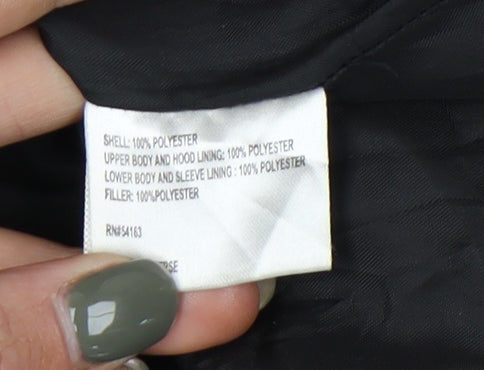 SHELL: 100% POLYESTER
UPPER BODY AND HOOD LINING: 100% POLYESTER
LOWER BODY AND SLEEVE LINING : 100% POLYESTER
FILLER: 100%POLYESTER
RN#54163